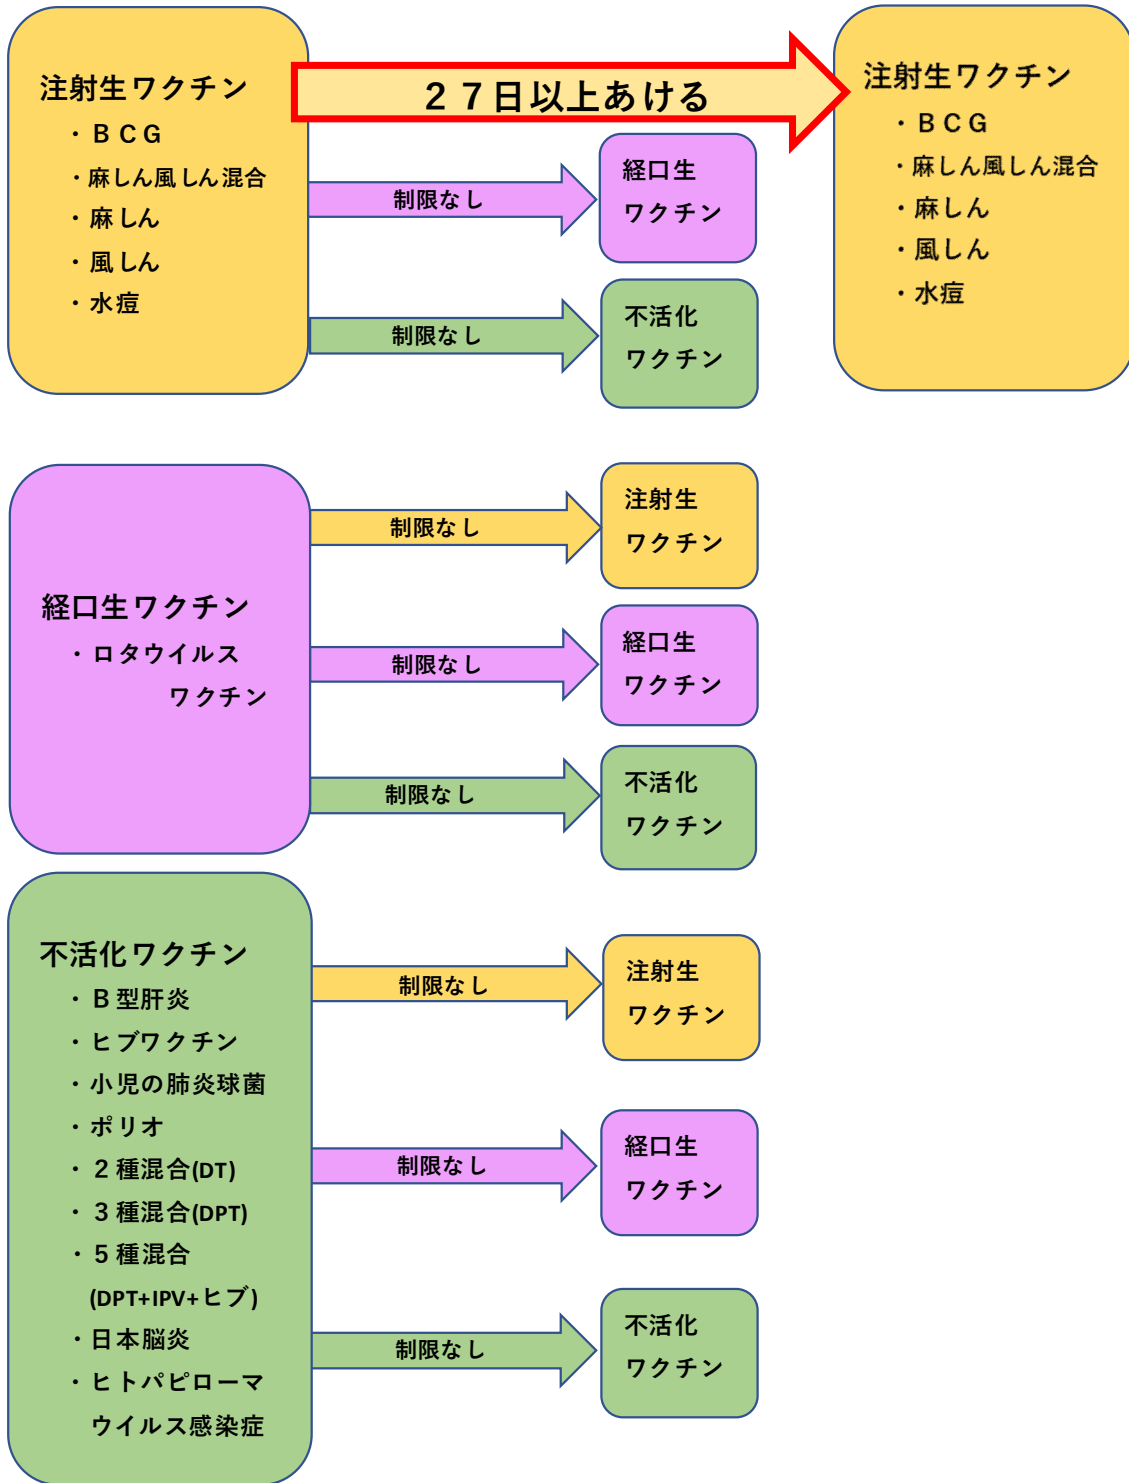 注射生ワクチン
・ＢＣＧ
・麻しん風しん混合
・麻しん
・風しん
・水痘
２７日以上あける
注射生ワクチン
・ＢＣＧ
・麻しん風しん混合
・麻しん
・風しん
・水痘
制限なし
経口生
ワクチン
制限なし
不活化
ワクチン
経口生ワクチン
・ロタウイルス
ワクチン
制限なし
注射生
ワクチン
制限なし
経口生
ワクチン
制限なし
不活化
ワクチン
不活化ワクチン
・Ｂ型肝炎
・ヒブワクチン
・小児の肺炎球菌
・ポリオ
・２種混合(DT)
・３種混合(DPT)
・５種混合
(DPT+IPV+ヒブ)
・日本脳炎
・ヒトパピローマ
ウイルス感染症
制限なし
注射生
ワクチン
制限なし
経口生
ワクチン
制限なし
不活化
ワクチン